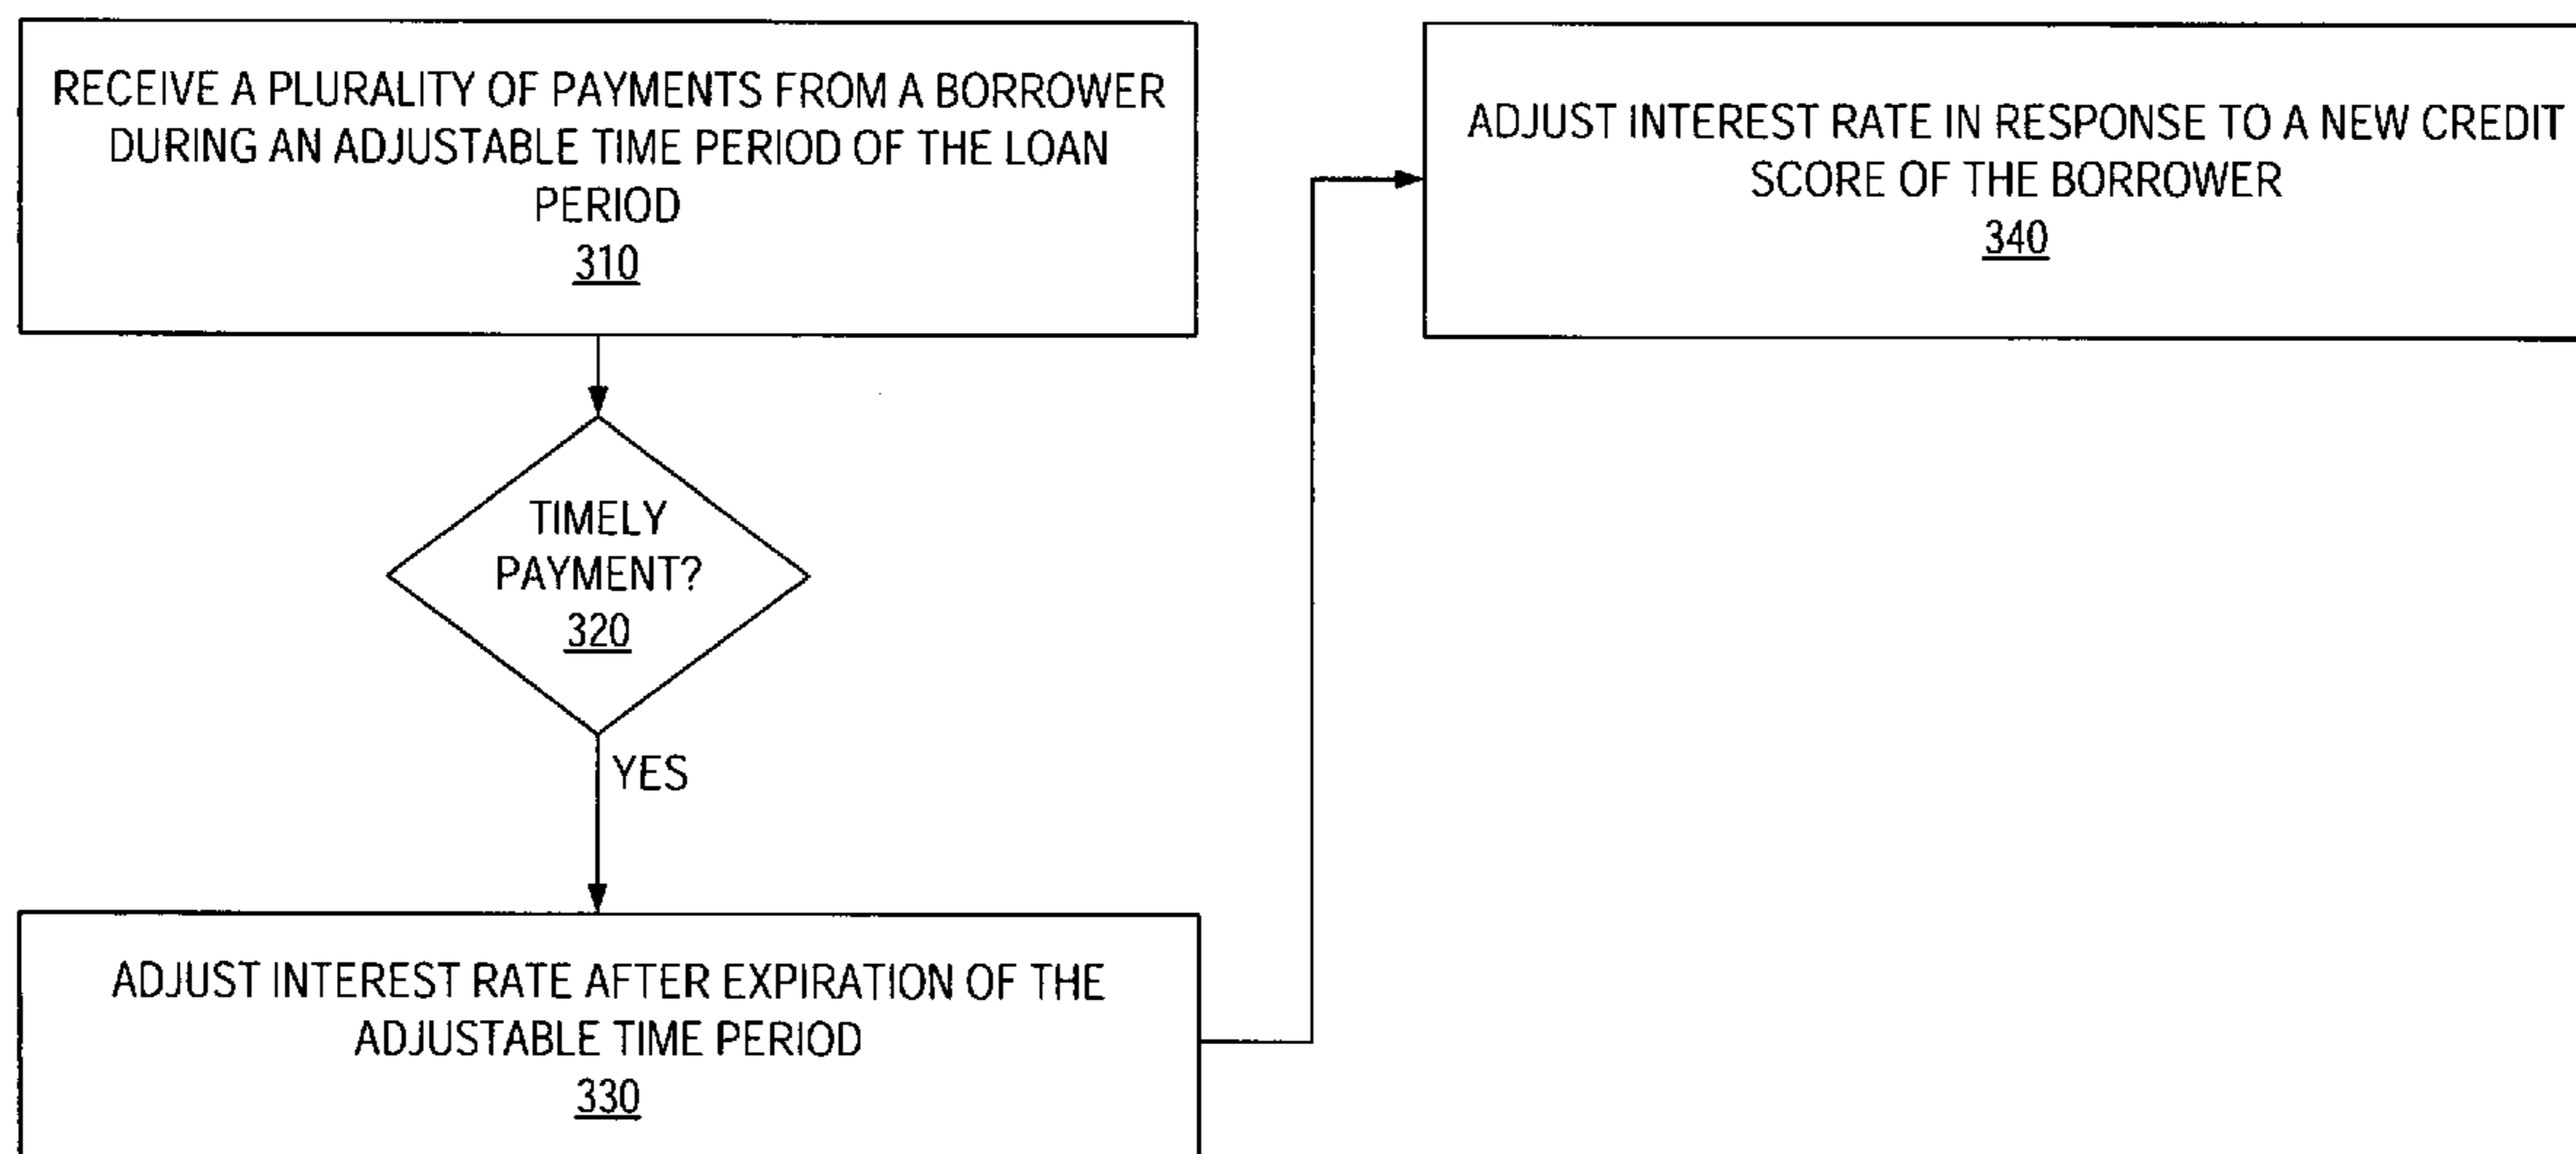 RECEIVE A PLURALITY OF PAYMENTS FROM A BORROWER
DURING AN ADJUSTABLE TIME PERIOD OF THE LOAN
PERIOD
310
TIMELY
PAYMENT?
320
YES
ADJUST INTEREST RATE AFTER EXPIRATION OF THE
ADJUSTABLE TIME PERIOD
330
ADJUST INTEREST RATE IN RESPONSE TO A NEW CREDIT
SCORE OF THE BORROWER
340